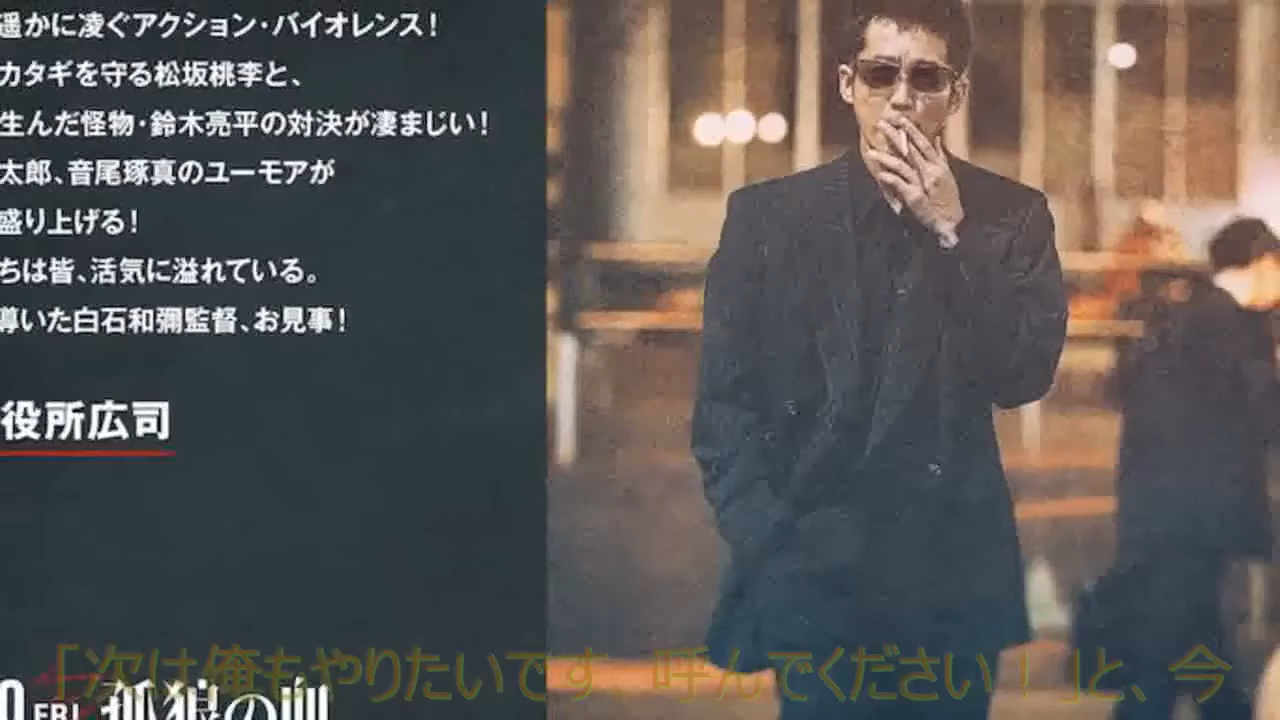 遥かに凌ぐアクション・バイオレンス!
カタギを守る松坂桃李と、
生んだ怪物・鈴木亮平の対決が凄まじい!
太郎、音尾琢真のユーモアが
盛り上げる!
ちは皆、活気に溢れている。
導いた白石和彌監督、お見事!
役所広司
「次は俺もやりたいです、呼んでください!」と、今
0 FRI 孤狼の血